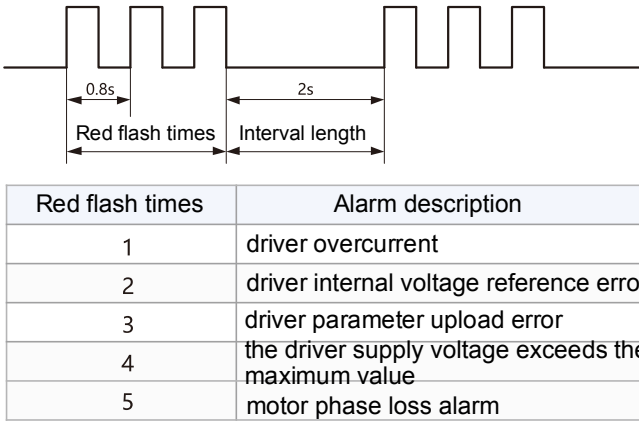 0.8s 2s
Red flash times Interval length
Red flash times Alarm description
1 driver overcurrent
2 driver internal voltage reference erro
3 driver parameter upload error
4 the driver supply voltage exceeds the
maximum value
5 motor phase loss alarm